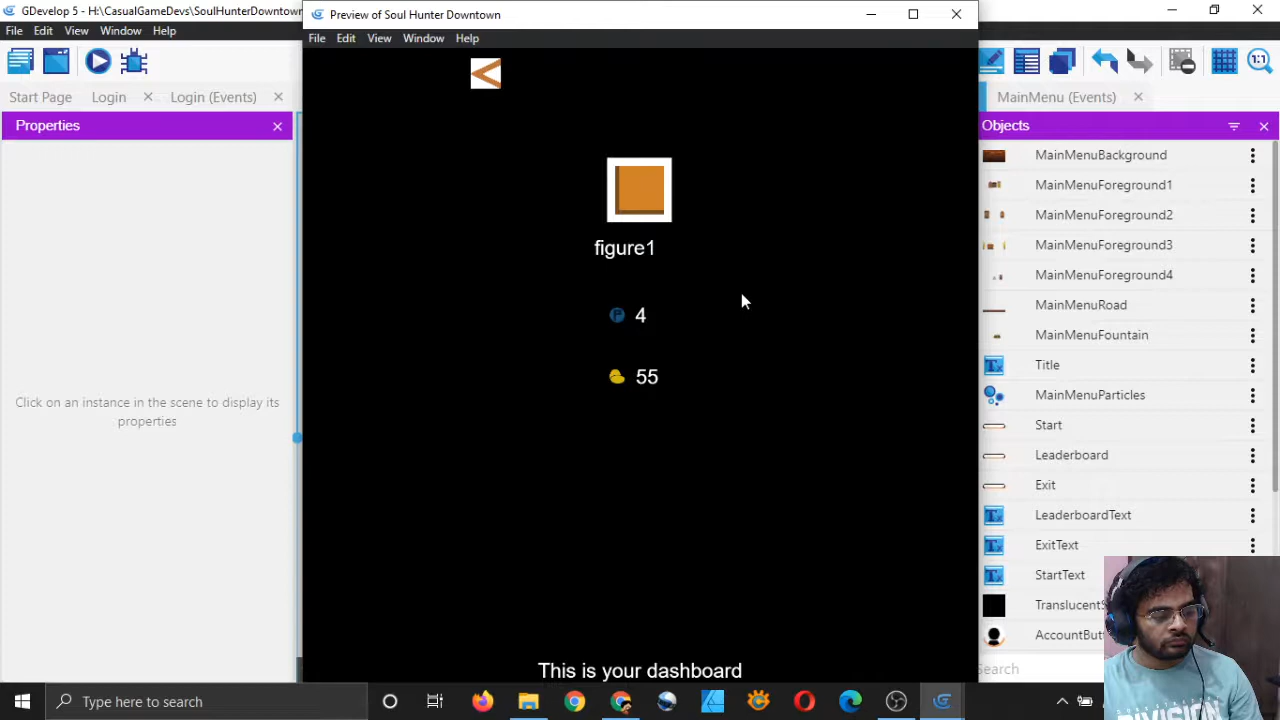 GDevelop 5 - H:\CasualGameDevs\SoulHunterDowntown
File Edit View Window Help
Preview of Soul Hunter Downtown
File Edit View Window Help
1:1
Start Page
Login
Login (Events)
MainMenu (Events)
Properties
Click on an instance in the scene to display its
properties
<
figure1
P 4
55
This is your dashboard
Objects
MainMenuBackground
MainMenuForeground1
MainMenuForeground2
MainMenuForeground3
MainMenuForeground4
MainMenuRoad
MainMenuFountain
Title
MainMenuParticles
Start
Leaderboard
Exit
LeaderboardText
ExitText
StartText
Search
Type here to search